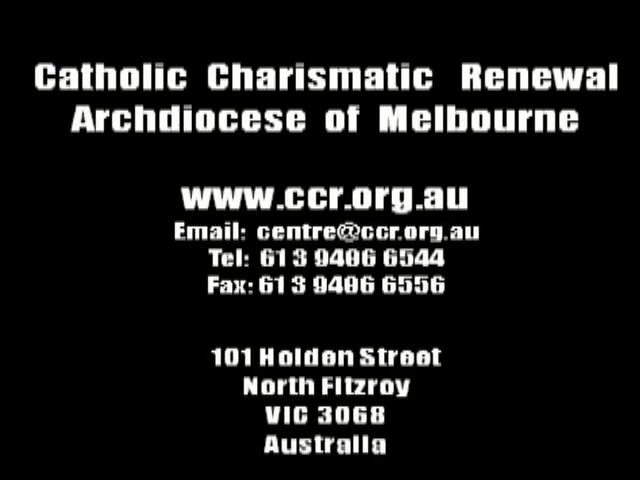 Catholic Charismatic Renewal
Archdiocese of Melbourne
www.ccr.org.au
Email: centre@ccr.org.au
Tel: 61 3 9486 6544
Fax: 61 3 9486 6556
101 Holden Street
North Fitzroy
VIC 3068
Australia